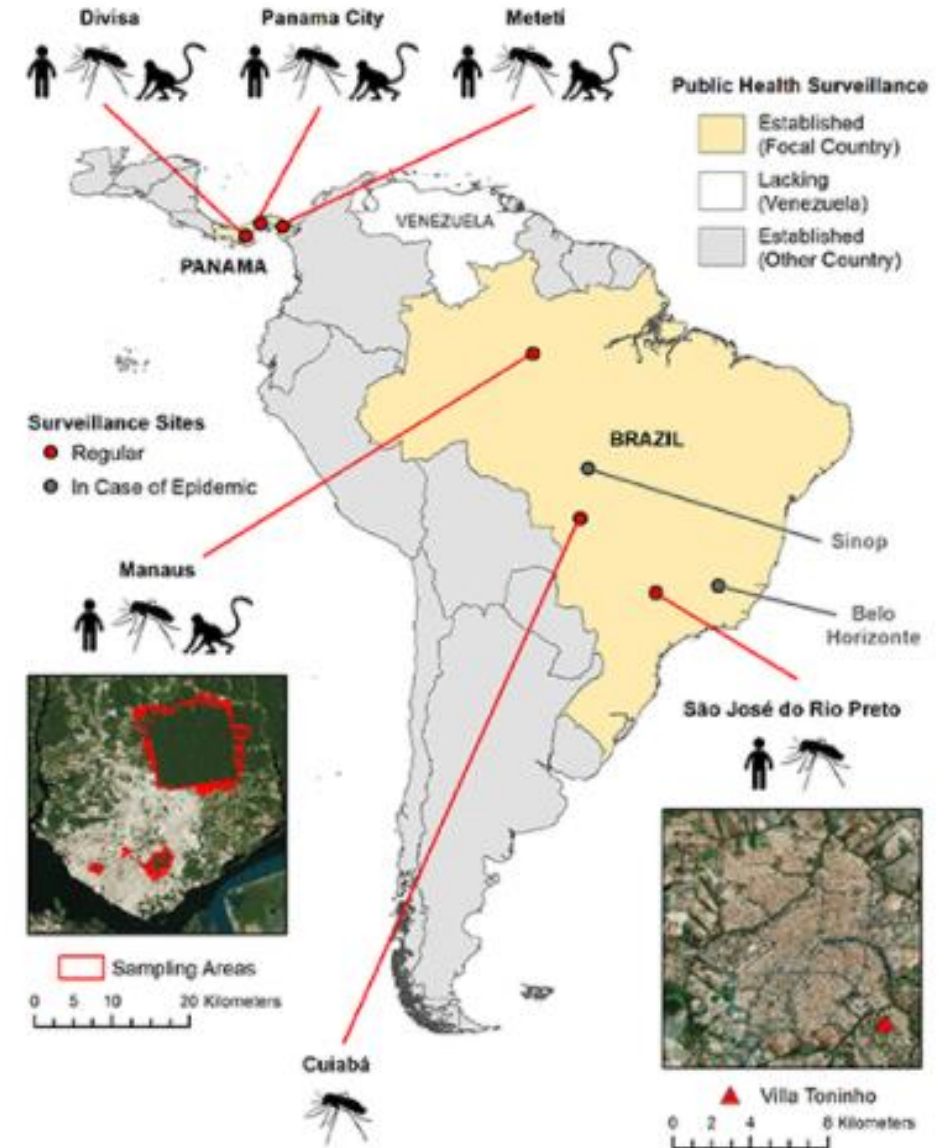 Divisa
Panama City
Metetí
Public Health Surveillance
Established
(Focal Country)
Lacking
(Venezuela)
Established
(Other Country)
VENEZUELA
PANAMA
Surveillance Sites
Regular
In Case of Epidemic
BRAZIL
Sinop
Belo
Horizonte
Manaus
São José do Rio Preto
Sampling Areas
0 5 10 20 Kilometers
Cuiabá
Villa Toninho
0 2 4 8 Kilometers